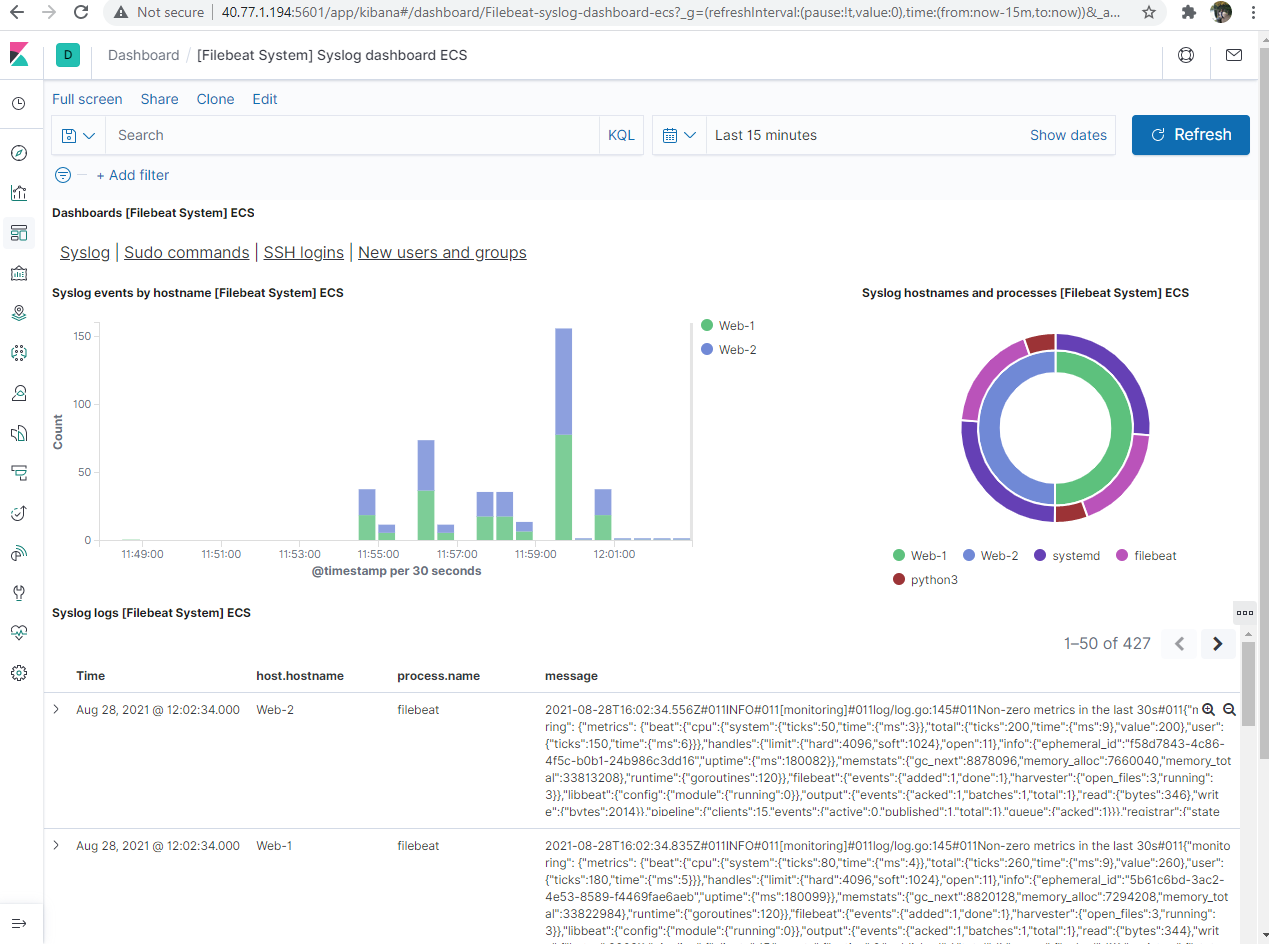 Not secure 40.77.1.194:5601/app/kibana#/dashboard/Filebeat-syslog-dashboard-ecs?_g=(refreshInterval:(pause:!t,value:0),time:(from:now-15m,to:now))&_a...
D Dashboard / [Filebeat System] Syslog dashboard ECS
Full screen Share Clone Edit
Search KQL Last 15 minutes Show dates Refresh
+ Add filter
Dashboards [Filebeat System] ECS
Syslog | Sudo commands | SSH logins | New users and groups
Syslog events by hostname [Filebeat System] ECS
150
100
50
0
Count
11:49:00 11:51:00 11:53:00 11:55:00 11:57:00 11:59:00 12:01:00
@timestamp per 30 seconds
Web-1
Web-2
Syslog hostnames and processes [Filebeat System] ECS
Web-1 Web-2 systemd filebeat
python3
Syslog logs [Filebeat System] ECS
1–50 of 427
Time host.hostname process.name message
Aug 28, 2021 @ 12:02:34.000 Web-2 filebeat 2021-08-28T16:02:34.556Z#011INFO#011[monitoring]#011log/log.go:145#011Non-zero metrics in the last 30s#011{"m
ring": {"metrics": {"beat":{"cpu":{"system":{"ticks":50,"time":{"ms":3}},"total":{"ticks":200,"time":{"ms":9},"value":200},"user":
{"ticks":150,"time":{"ms":6}}},"handles":{"limit":{"hard":4096,"soft":1024},"open":11},"info":{"ephemeral_id":"f58d7843-4c86-
4f5c-b0b1-24b986c3dd16","uptime":{"ms":180082}},"memstats":{"gc_next":8878096,"memory_alloc":7660040,"memory_tot
al":33813208},"runtime":{"goroutines":120}},"filebeat":{"events":{"added":1,"done":1},"harvester":{"open_files":3,"running":
3}},"libbeat":{"config":{"module":{"running":0}},"output":{"events":{"acked":1,"batches":1,"total":1},"read":{"bytes":346},"writ
e":{"bytes":2014}},"pipeline":{"clients":15,"events":{"active":0,"published":1,"total":1},"queue":{"acked":1}}},"registrar":{"state
Aug 28, 2021 @ 12:02:34.000 Web-1 filebeat 2021-08-28T16:02:34.835Z#011INFO#011[monitoring]#011log/log.go:145#011Non-zero metrics in the last 30s#011{"monito
ring": {"metrics": {"beat":{"cpu":{"system":{"ticks":80,"time":{"ms":4}},"total":{"ticks":260,"time":{"ms":9},"value":260},"user":
{"ticks":180,"time":{"ms":5}}},"handles":{"limit":{"hard":4096,"soft":1024},"open":11},"info":{"ephemeral_id":"5b61c6bd-3ac2-
4e53-8589-f4469fae6aeb","uptime":{"ms":180099}},"memstats":{"gc_next":8820128,"memory_alloc":7294208,"memory_tot
al":33822984},"runtime":{"goroutines":120}},"filebeat":{"events":{"added":1,"done":1},"harvester":{"open_files":3,"running":
3}},"libbeat":{"config":{"module":{"running":0}},"output":{"events":{"acked":1,"batches":1,"total":1},"read":{"bytes":344},"writ